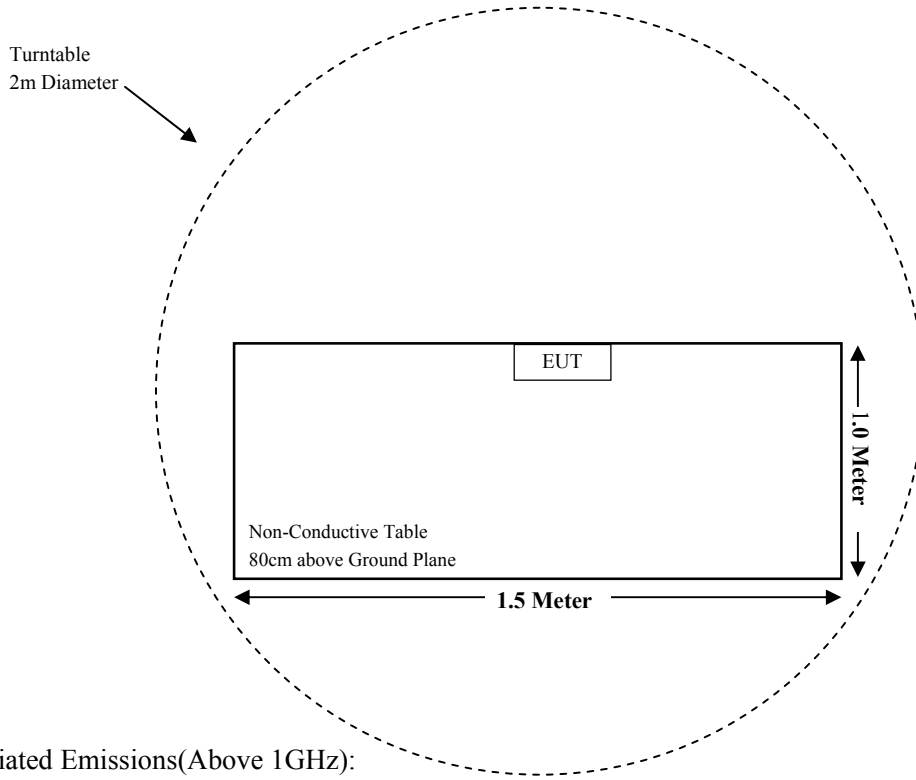 Turntable
2m Diameter
EUT
1.0 Meter
Non-Conductive Table
80cm above Ground Plane
1.5 Meter
iated Emissions(Above 1GHz):